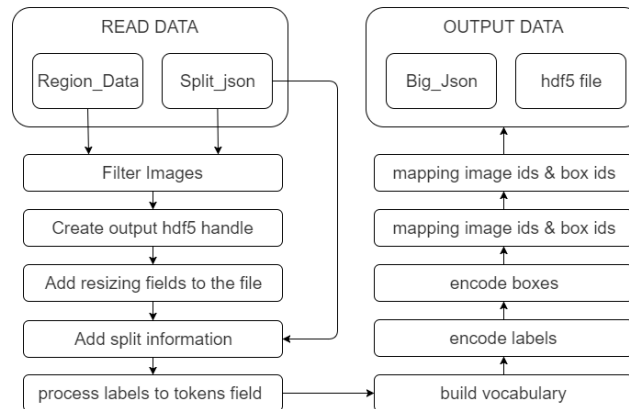 READ DATA
Region_Data
Split_json
Filter Images
Create output hdf5 handle
Add resizing fields to the file
Add split information
process labels to tokens field
OUTPUT DATA
Big_Json
hdf5 file
mapping image ids & box ids
mapping image ids & box ids
encode boxes
encode labels
build vocabulary